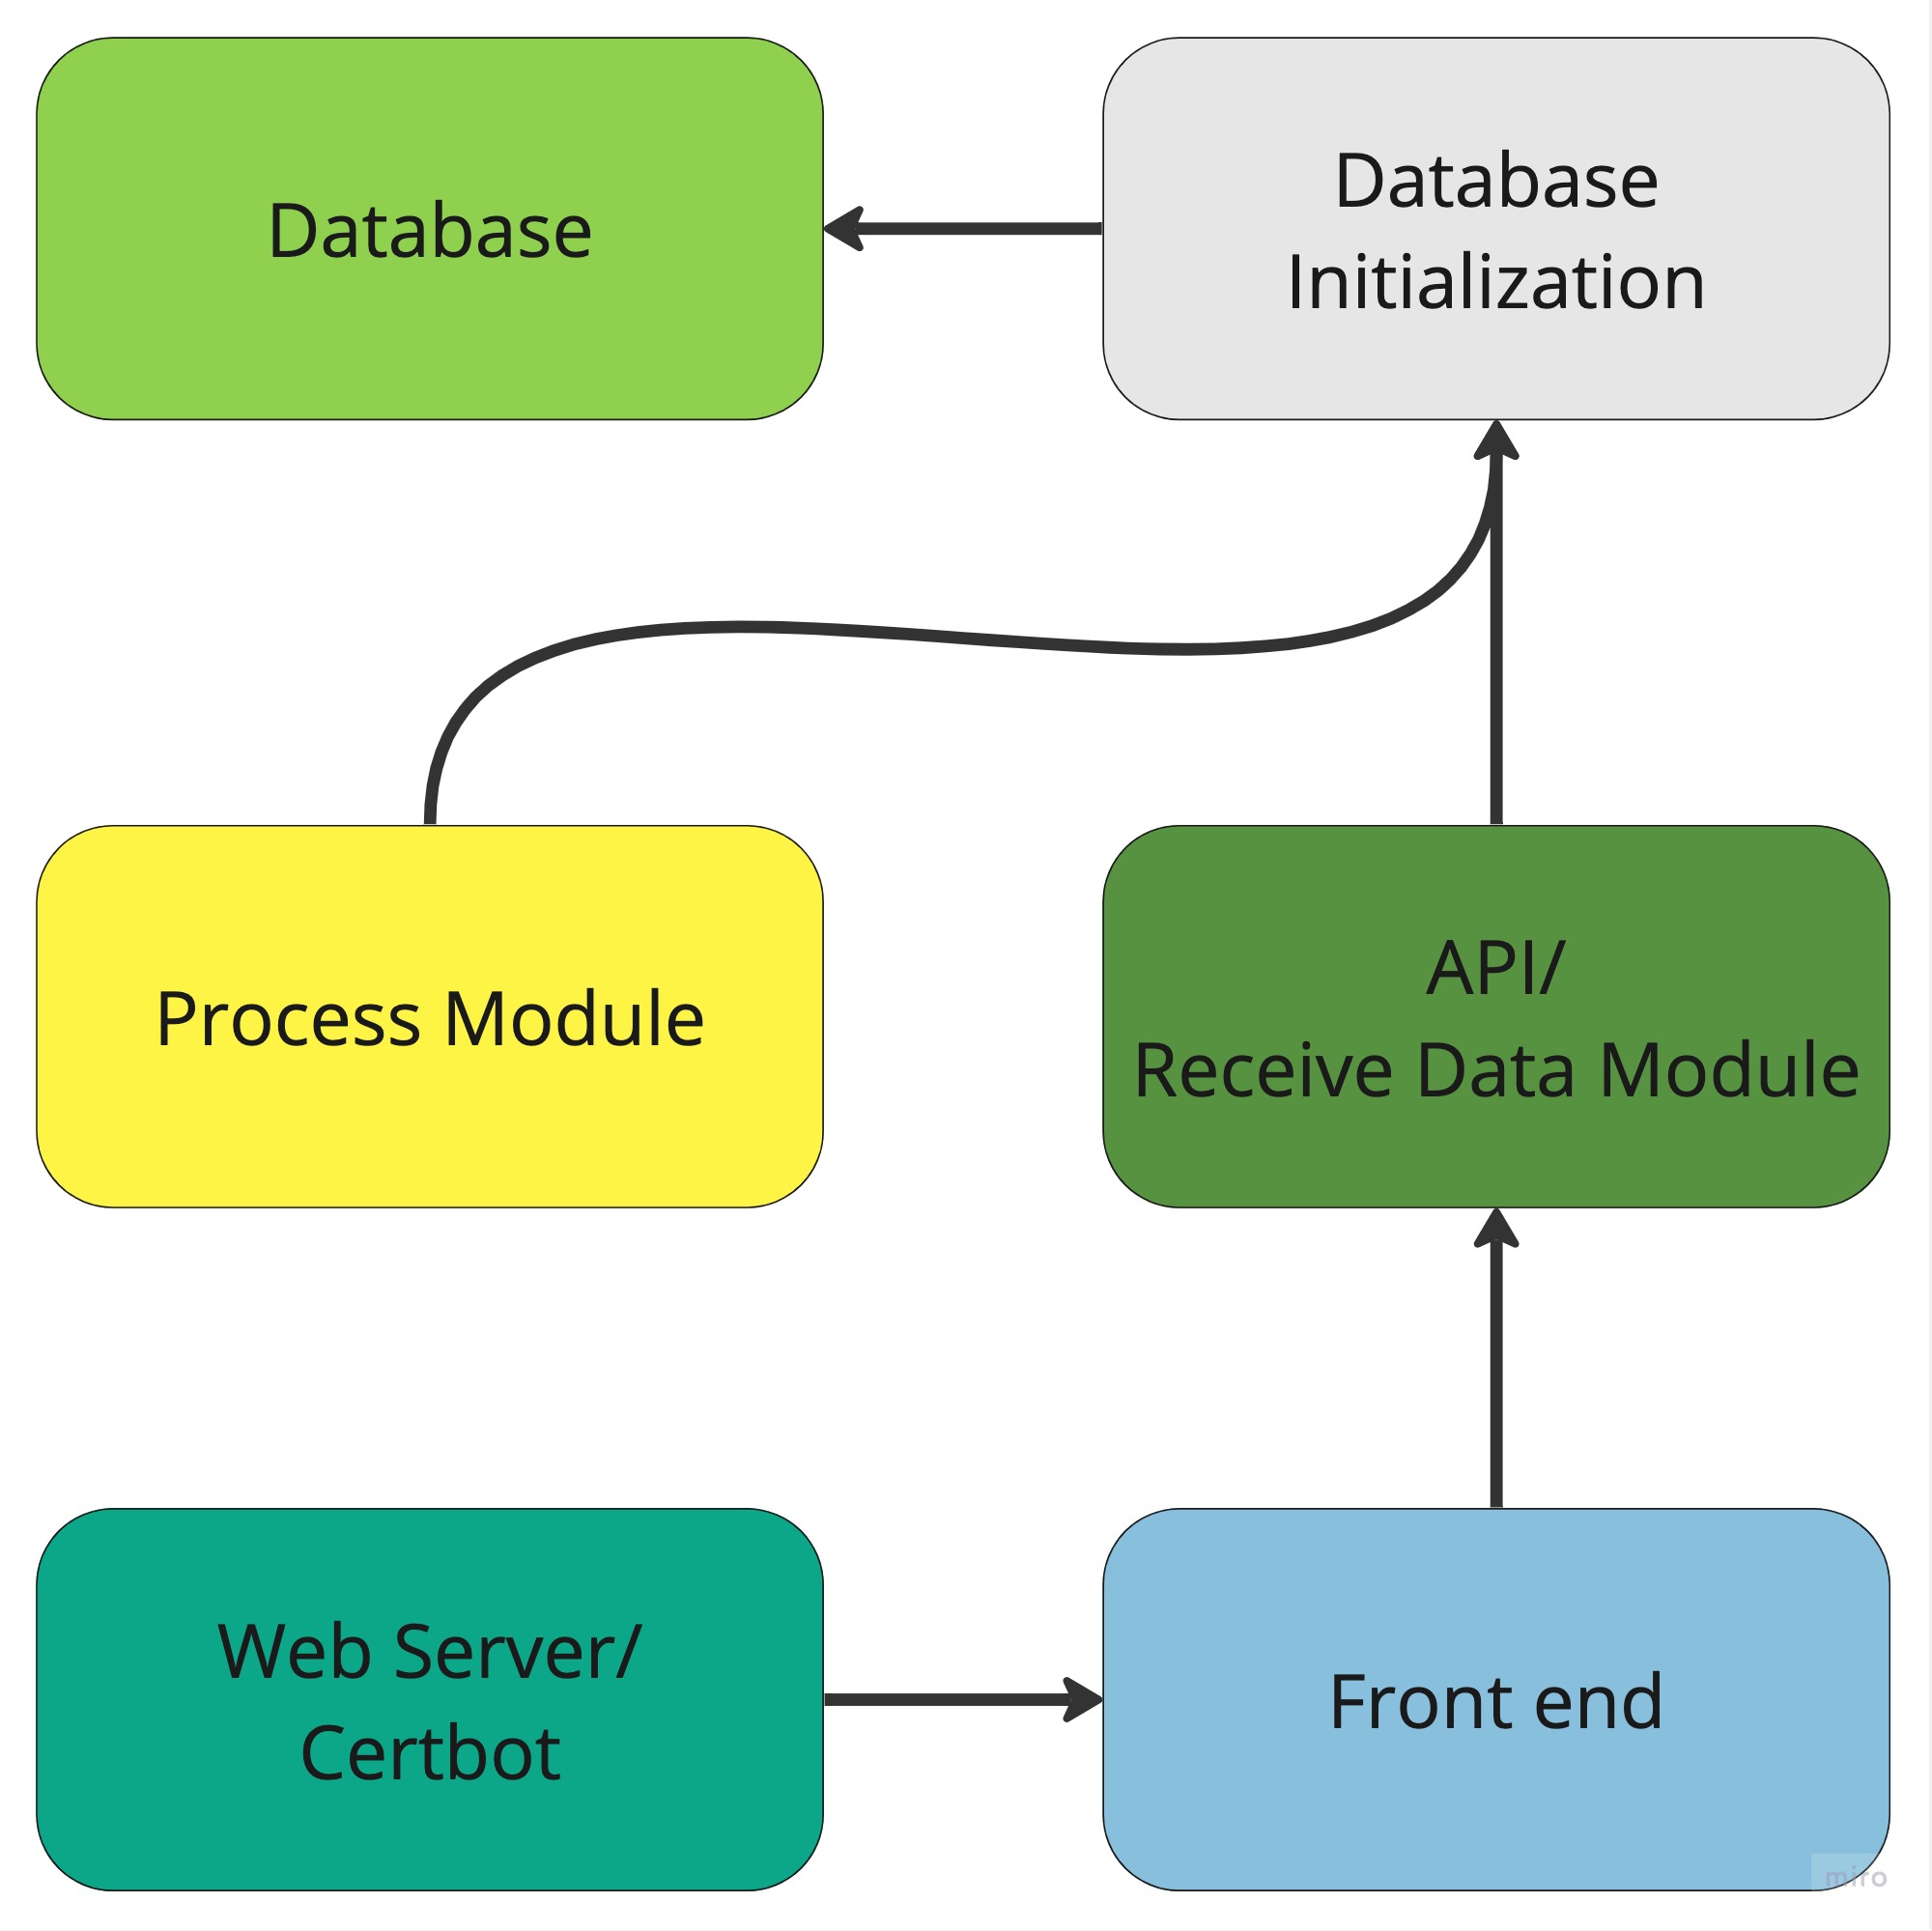 Database
Database
Initialization
Process Module
API/
Receive Data Module
Web Server/
Certbot
Front end
miro